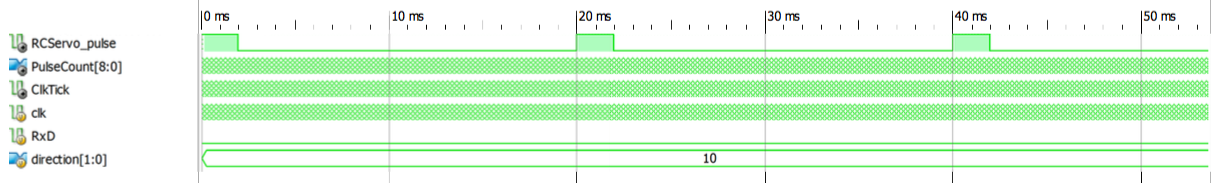 0 ms 10 ms 20 ms 30 ms 40 ms 50 ms
RCServo_pulse
PulseCount[8:0]
ClkTick
clk
RxD
direction[1:0] 10